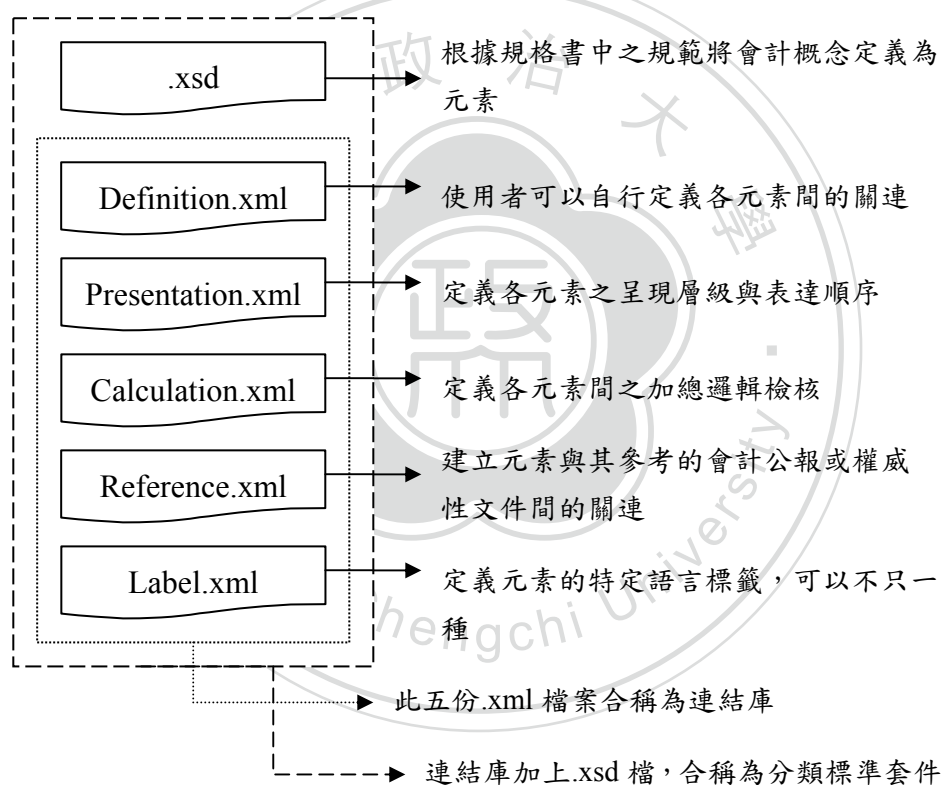 .xsd
根據規格書中之規範將會計概念定義為
元素
Definition.xml
使用者可以自行定義各元素間的關連
Presentation.xml
定義各元素之呈現層級與表達順序
Calculation.xml
定義各元素間之加總邏輯檢核
Reference.xml
建立元素與其參考的會計公報或權威
性文件間的關連
Label.xml
定義元素的特定語言標籤，可以不只一
種
此五份.xml 檔案合稱為連結庫
連結庫加上.xsd 檔，合稱為分類標準套件
政治大學
政
hengchi University